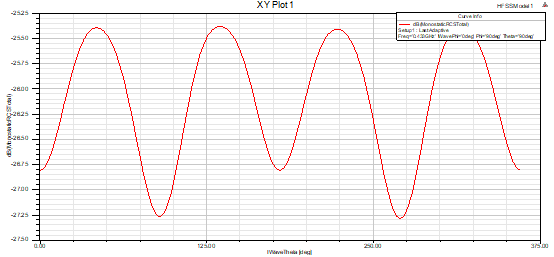 XY Plot 1
HFSSModel1
Curve Info
dB(MonostaticRCSTotal)
Setup1 : LastAdaptive
-25.25
-25.50
-25.75
-26.00
-26.25
-26.50
-26.75
-27.00
-27.25
-27.50
dB(MonostaticRCSTotal)
0.00
125.00
250.00
375.00
IWaveTheta [deg]